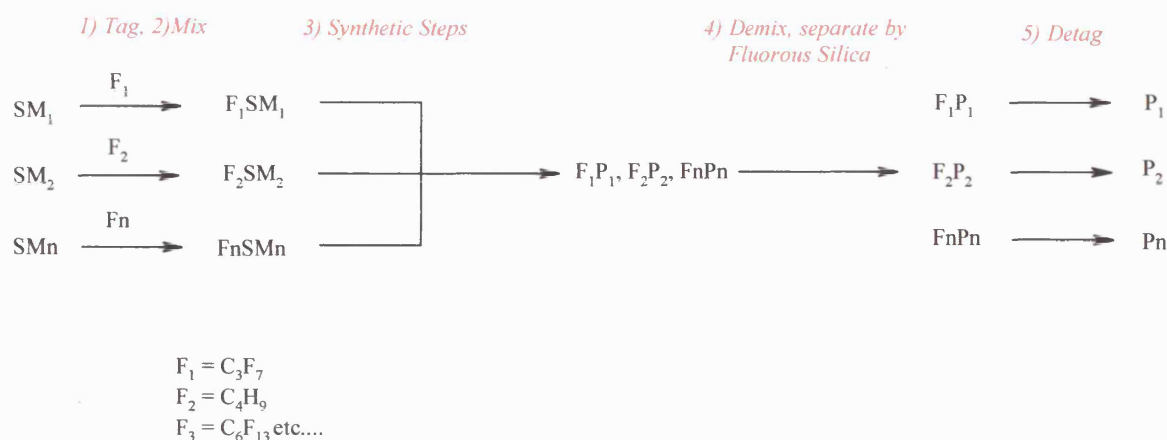 1) Tag, 2)Mix 3) Synthetic Steps 4) Demix, separate by 5) Detag
Fluorous Silica
F₁
SM₁ F₁SM₁ F₁P₁ P₁
F₂
SM₂ F₂SM₂ F₁P₁, F₂P₂, FnPn F₂P₂ P₂
Fn
SMn FnSMn FnPn Pn
F₁ = C₃F₇
F₂ = C₄H₉
F₃ = C₆F₁₃ etc....